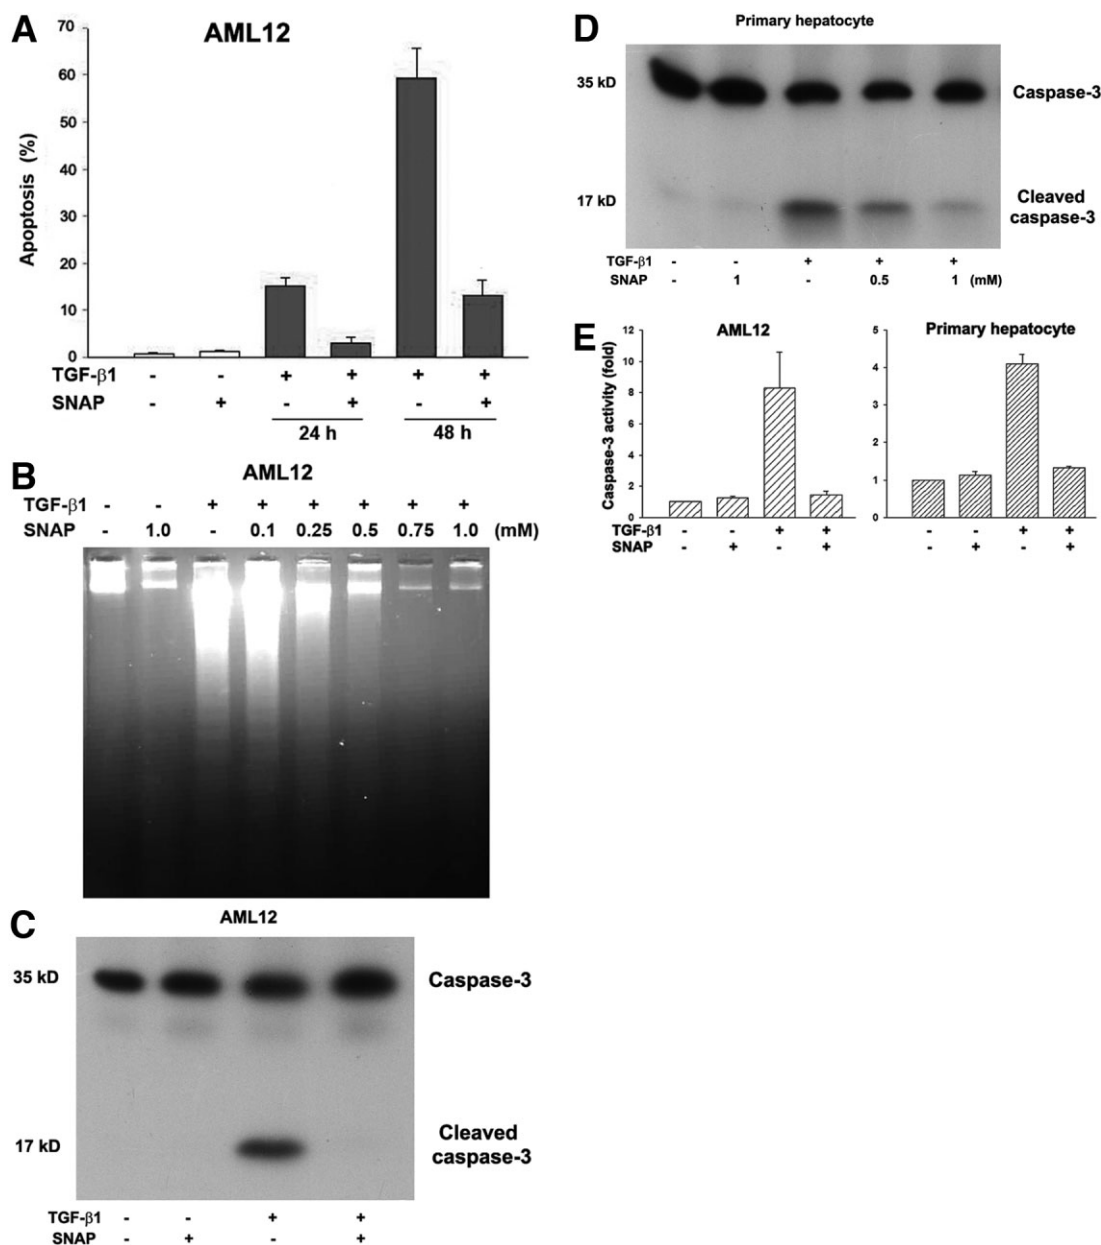 A
AML12
Apoptosis (%)
70
60
50
40
30
20
10
0
TGF-β1 - - + + + +
SNAP - + - + - +
24 h 48 h
B
AML12
TGF-β1 - - + + + + + +
SNAP - 1.0 - 0.1 0.25 0.5 0.75 1.0 (mM)
C
AML12
35 kD Caspase-3
17 kD Cleaved
caspase-3
TGF-β1 - - + +
SNAP - + - +
D
Primary hepatocyte
35 kD Caspase-3
17 kD Cleaved
caspase-3
TGF-β1 - - + + +
SNAP - 1 - 0.5 1 (mM)
E
AML12
Caspase-3 activity (fold)
12
10
8
6
4
2
0
Primary hepatocyte
5
4
3
2
1
0
TGF-β1 - - + + - - + +
SNAP - + - + - + - +